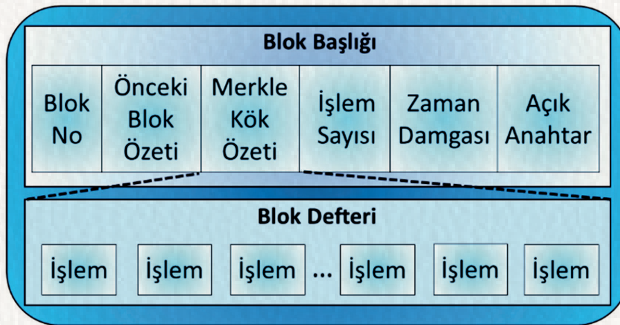 Blok Başlığı
Blok No
Önceki Blok Özeti
Merkle Kök Özeti
İşlem Sayısı
Zaman Damgası
Açık Anahtar
Blok Defteri
İşlem İşlem İşlem ... İşlem İşlem İşlem